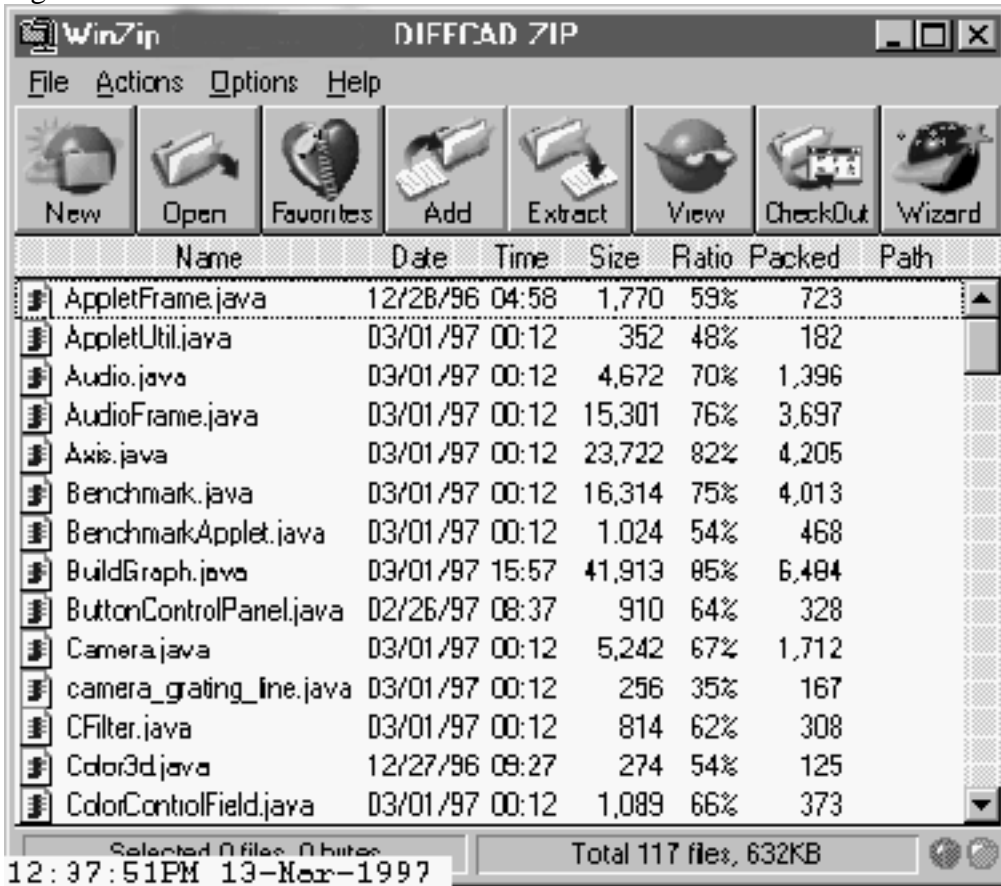 WinZip DIFFCAD.ZIP
File Actions Options Help
New Open Favorites Add Extract View CheckOut Wizard
Name Date Time Size Ratio Packed Path
AppletFrame.java 12/28/96 04:58 1,770 59% 723
AppletUtil.java 03/01/97 00:12 352 48% 182
Audio.java 03/01/97 00:12 4,672 70% 1,396
AudioFrame.java 03/01/97 00:12 15,301 76% 3,697
Axis.java 03/01/97 00:12 23,722 82% 4,205
Benchmark.java 03/01/97 00:12 16,314 75% 4,013
BenchmarkApplet.java 03/01/97 00:12 1,024 54% 468
BuildGraph.java 03/01/97 15:57 41,913 85% 6,484
ButtonControlPanel.java 02/26/97 08:37 910 64% 328
Camera.java 03/01/97 00:12 5,242 67% 1,712
camera_grating_line.java 03/01/97 00:12 256 35% 167
CFilter.java 03/01/97 00:12 814 62% 308
Color3d.java 12/27/96 09:27 274 54% 125
ColorControlField.java 03/01/97 00:12 1,089 66% 373
Selected 0 files, 0 bytes Total 117 files, 632KB
12:37:51PM 13-Mar-1997